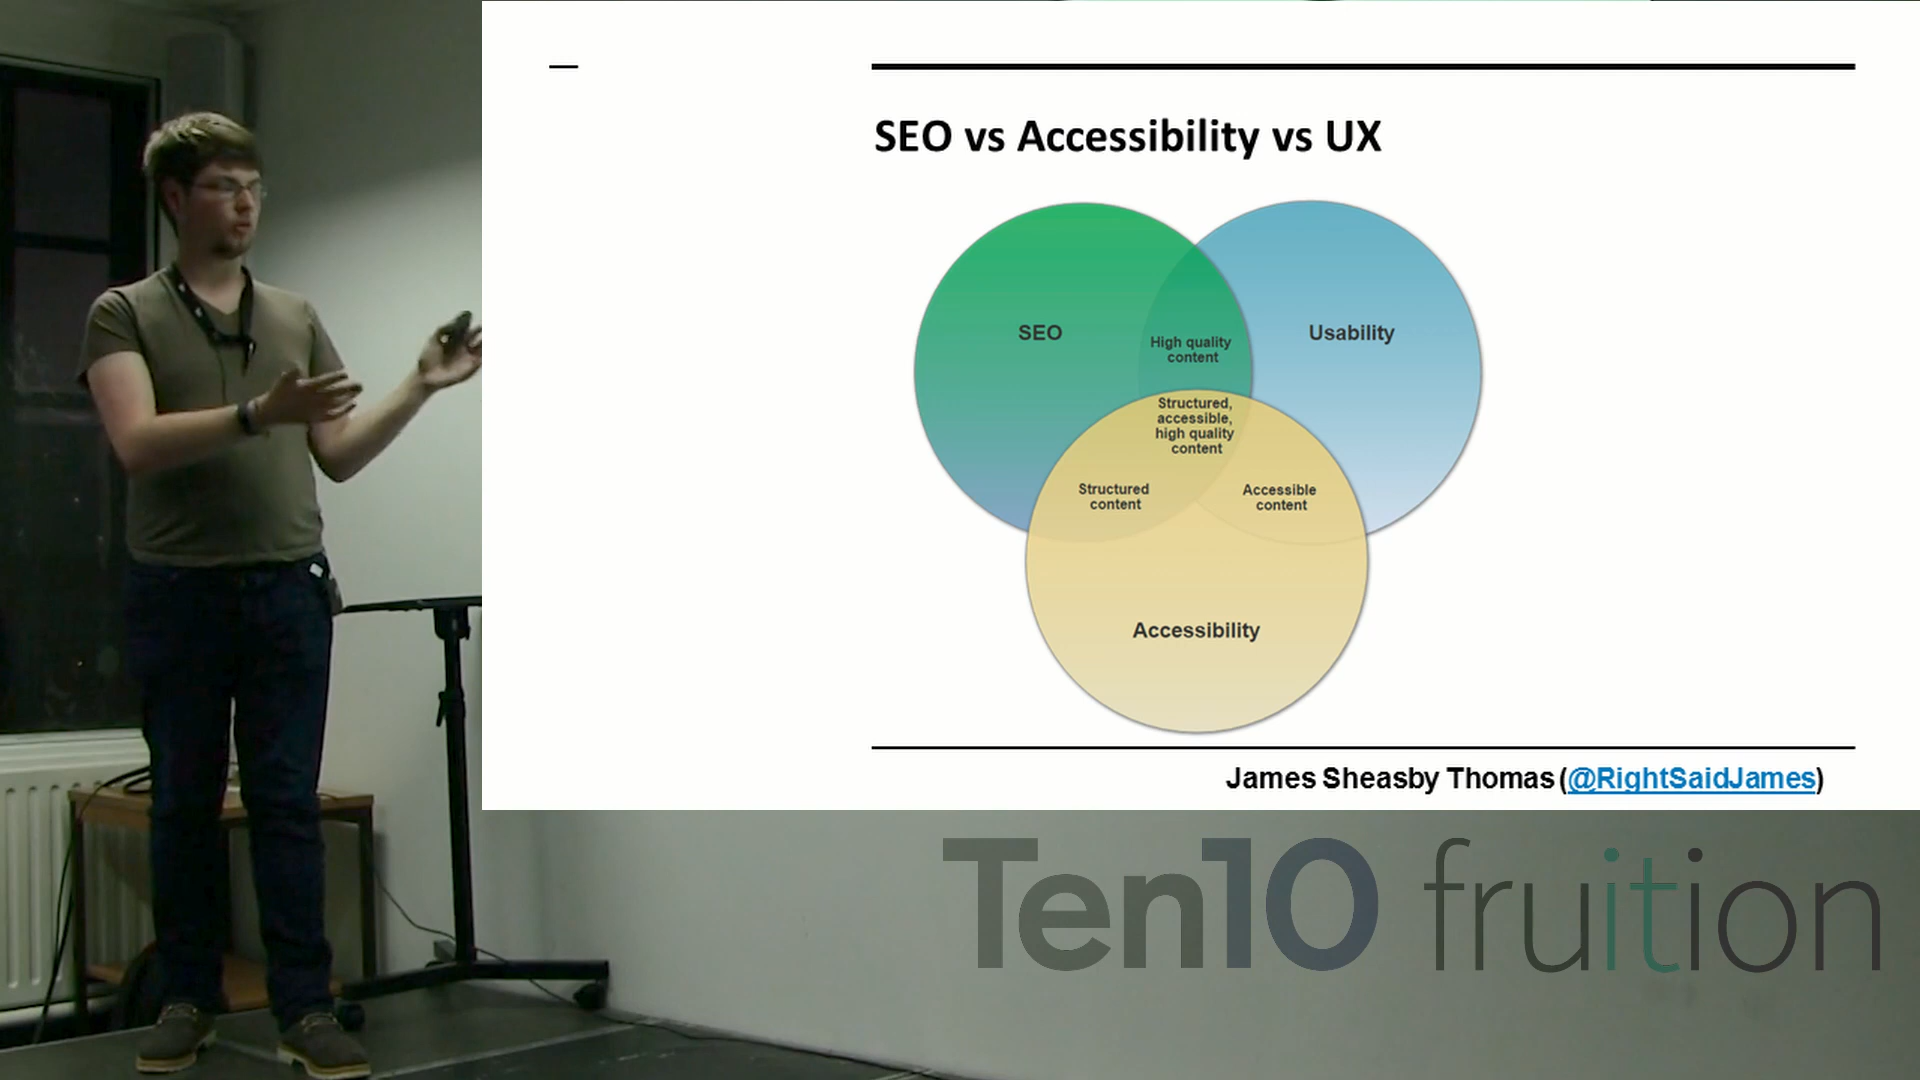 SEO vs Accessibility vs UX
SEO
Usability
High quality
content
Structured,
accessible,
high quality
content
Structured
content
Accessible
content
Accessibility
James Sheasby Thomas (@RightSaidJames)
Ten10 fruition